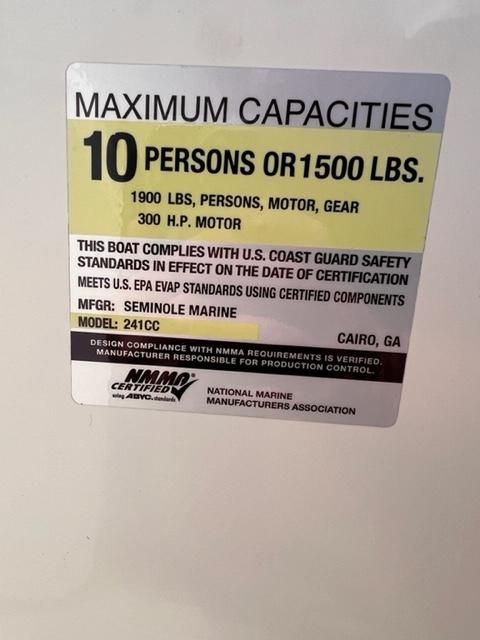 MAXIMUM CAPACITIES
10 PERSONS OR 1500 LBS.
1900 LBS, PERSONS, MOTOR, GEAR
300 H.P. MOTOR
THIS BOAT COMPLIES WITH U.S. COAST GUARD SAFETY
STANDARDS IN EFFECT ON THE DATE OF CERTIFICATION
MEETS U.S. EPA EVAP STANDARDS USING CERTIFIED COMPONENTS
MFGR: SEMINOLE MARINE
MODEL: 241CC
CAIRO, GA
DESIGN COMPLIANCE WITH NMMA REQUIREMENTS IS VERIFIED.
MANUFACTURER RESPONSIBLE FOR PRODUCTION CONTROL.
NMMA®
CERTIFIED
using ABYC. standards
NATIONAL MARINE
MANUFACTURERS ASSOCIATION